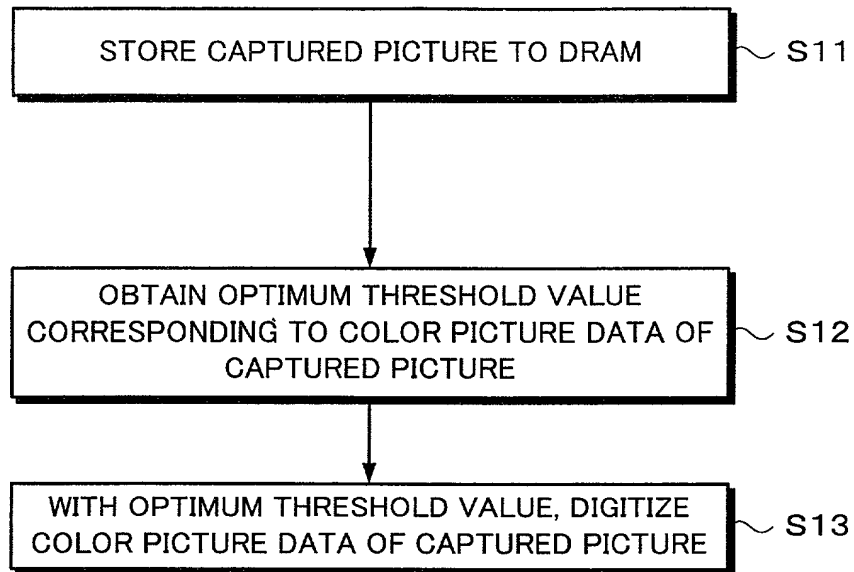 STORE CAPTURED PICTURE TO DRAM
S11
OBTAIN OPTIMUM THRESHOLD VALUE
CORRESPONDING TO COLOR PICTURE DATA OF
CAPTURED PICTURE
S12
WITH OPTIMUM THRESHOLD VALUE, DIGITIZE
COLOR PICTURE DATA OF CAPTURED PICTURE
S13